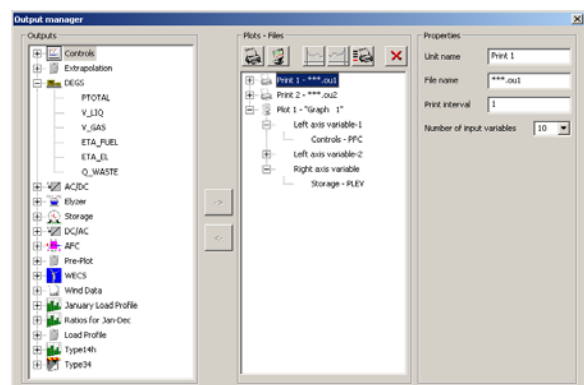 Output manager
Outputs
Controls
Extrapolation
DEGS
PTOTAL
V_LIQ
V_GAS
ETA_FUEL
ETA_EL
Q_WASTE
AC/DC
Elyzer
Storage
DC/AC
AFC
Pre-Plot
WECS
Wind Data
January Load Profile
Ratios for Jan-Dec
Load Profile
Type14h
Type34
->
<-
Plots - Files
Print 1 - ***.ou1
Print 2 - ***.ou2
Plot 1 - "Graph 1"
Left axis variable-1
Controls - PFC
Left axis variable-2
Right axis variable
Storage - PLEV
Properties
Unit name Print 1
File name ***.ou1
Print interval 1
Number of input variables 10